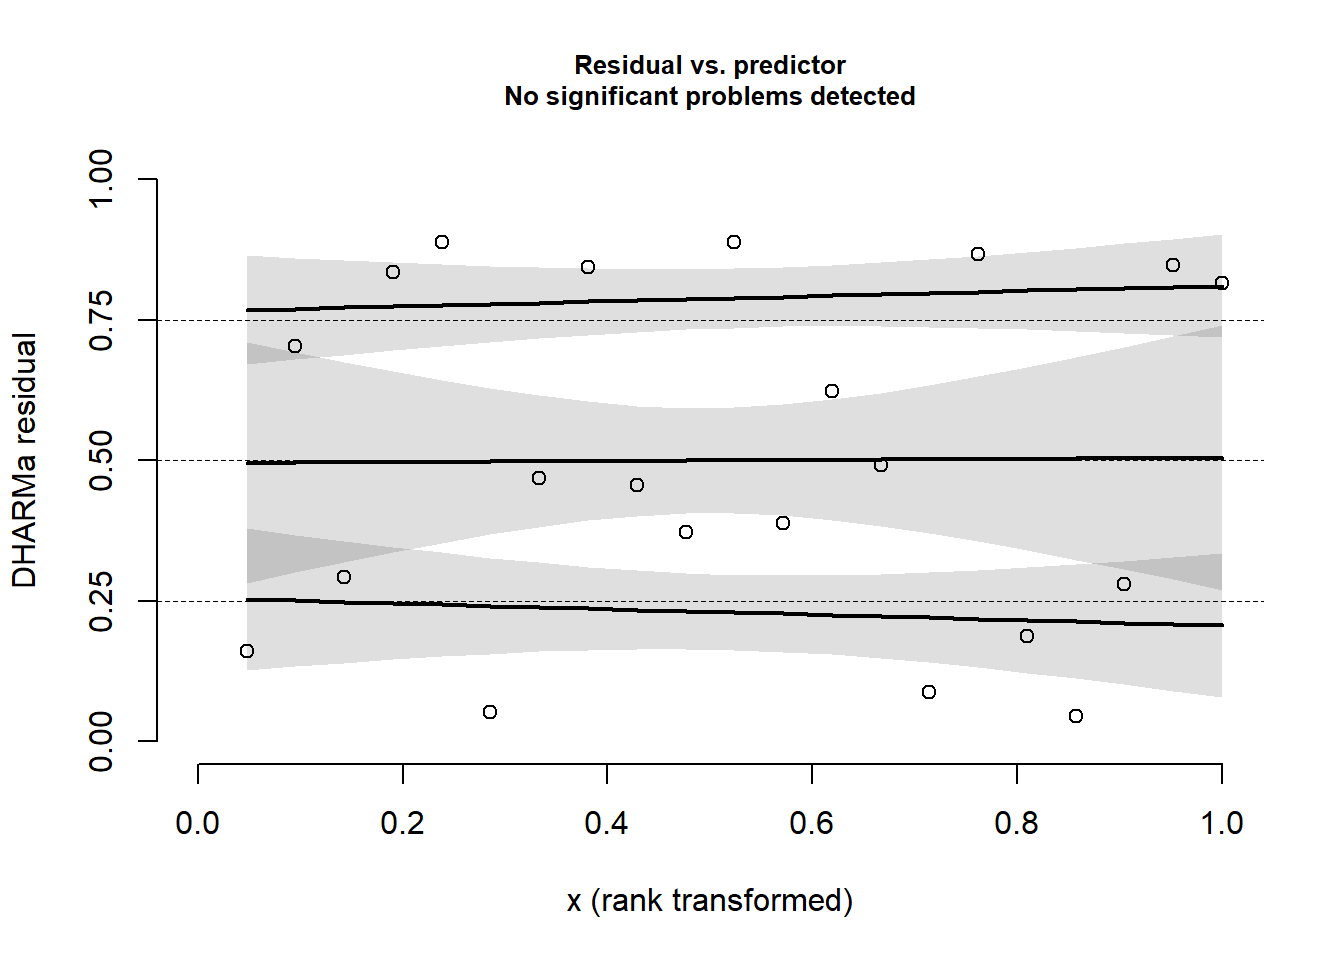 Residual vs. predictor
No significant problems detected
DHARMa residual
1.00
0.75
0.50
0.25
0.00
0.0 0.2 0.4 0.6 0.8 1.0
x (rank transformed)